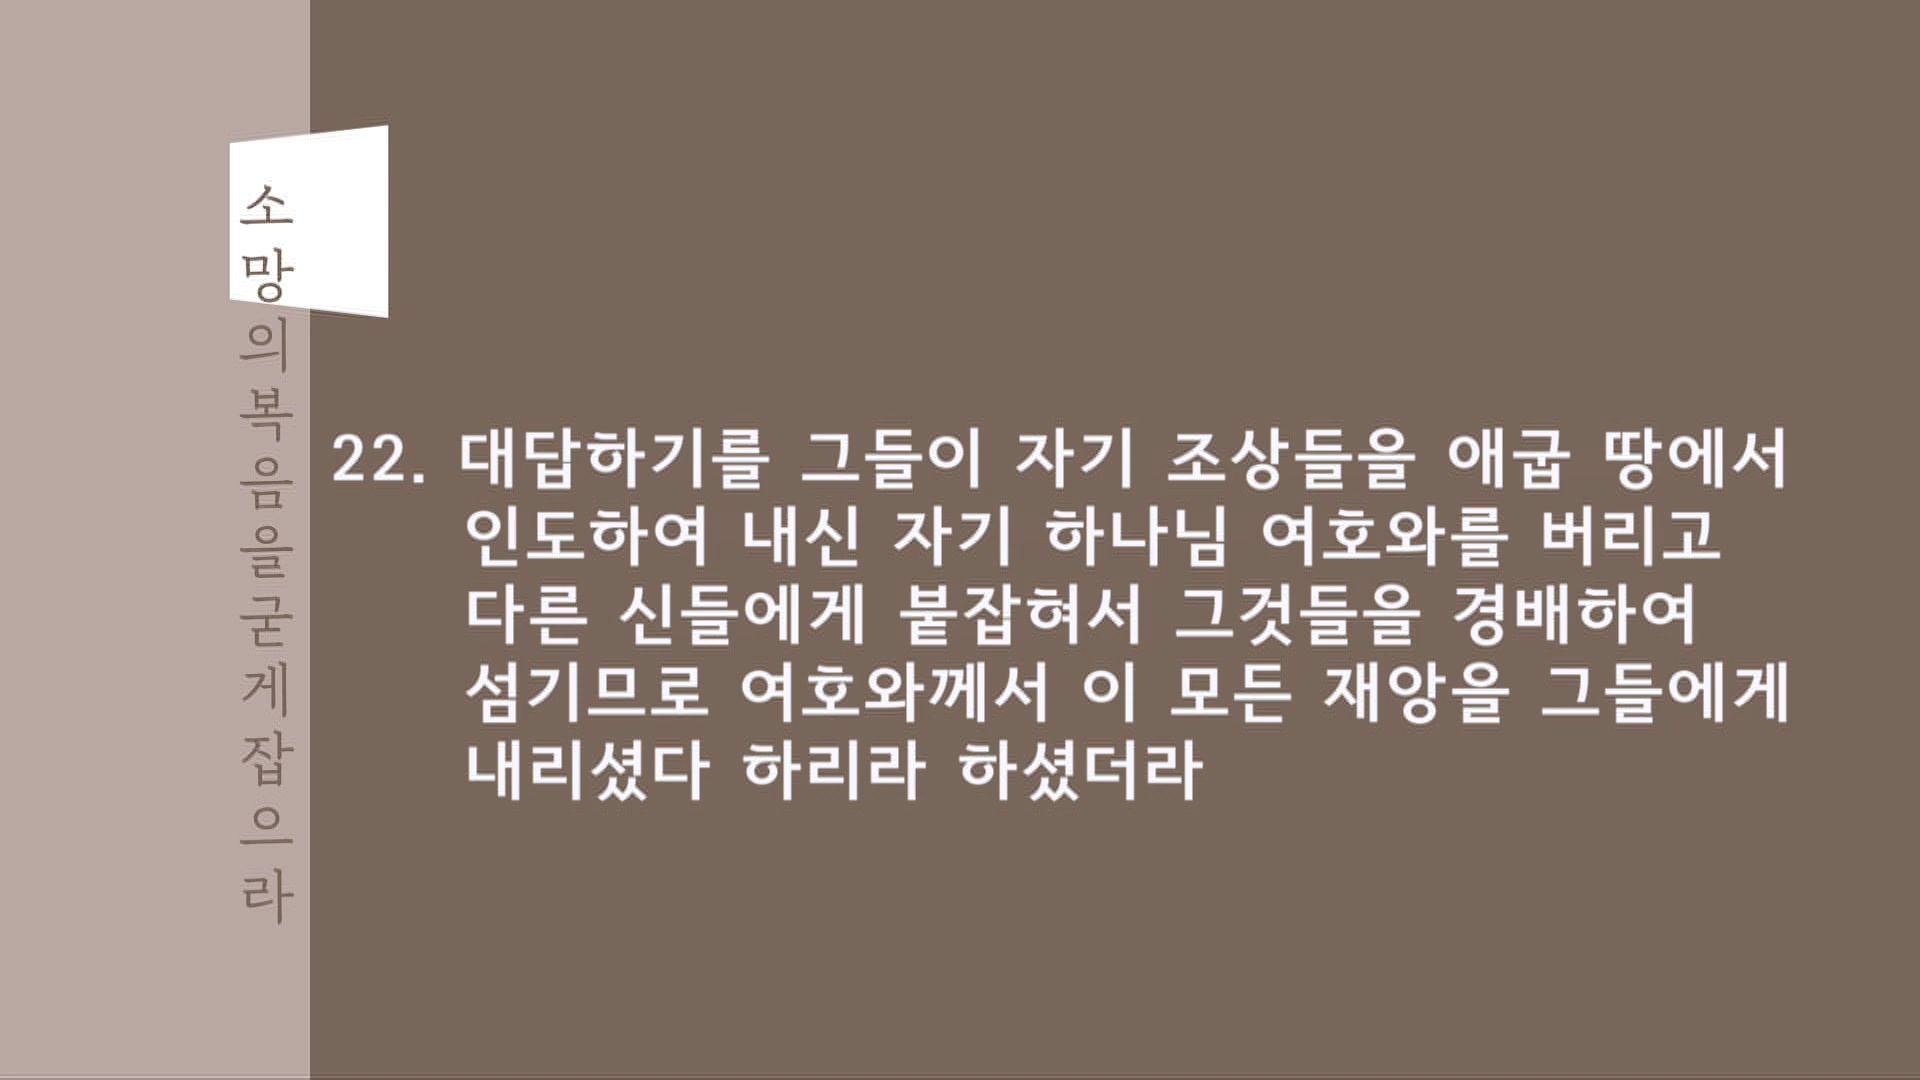 소망의복음을굳게잡으라
22. 대답하기를 그들이 자기 조상들을 애굽 땅에서
인도하여 내신 자기 하나님 여호와를 버리고
다른 신들에게 붙잡혀서 그것들을 경배하여
섬기므로 여호와께서 이 모든 재앙을 그들에게
내리셨다 하리라 하셨더라